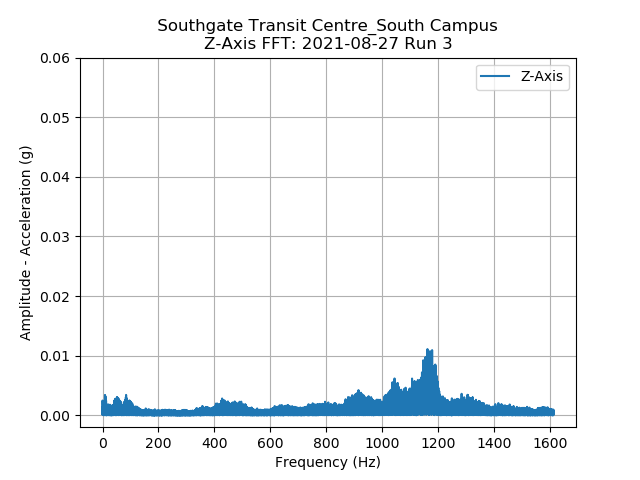 Southgate Transit Centre_South Campus
Z-Axis FFT: 2021-08-27 Run 3
Z-Axis
0.06
0.05
0.04
0.03
0.02
0.01
0.00
Amplitude - Acceleration (g)
0 200 400 600 800 1000 1200 1400 1600
Frequency (Hz)